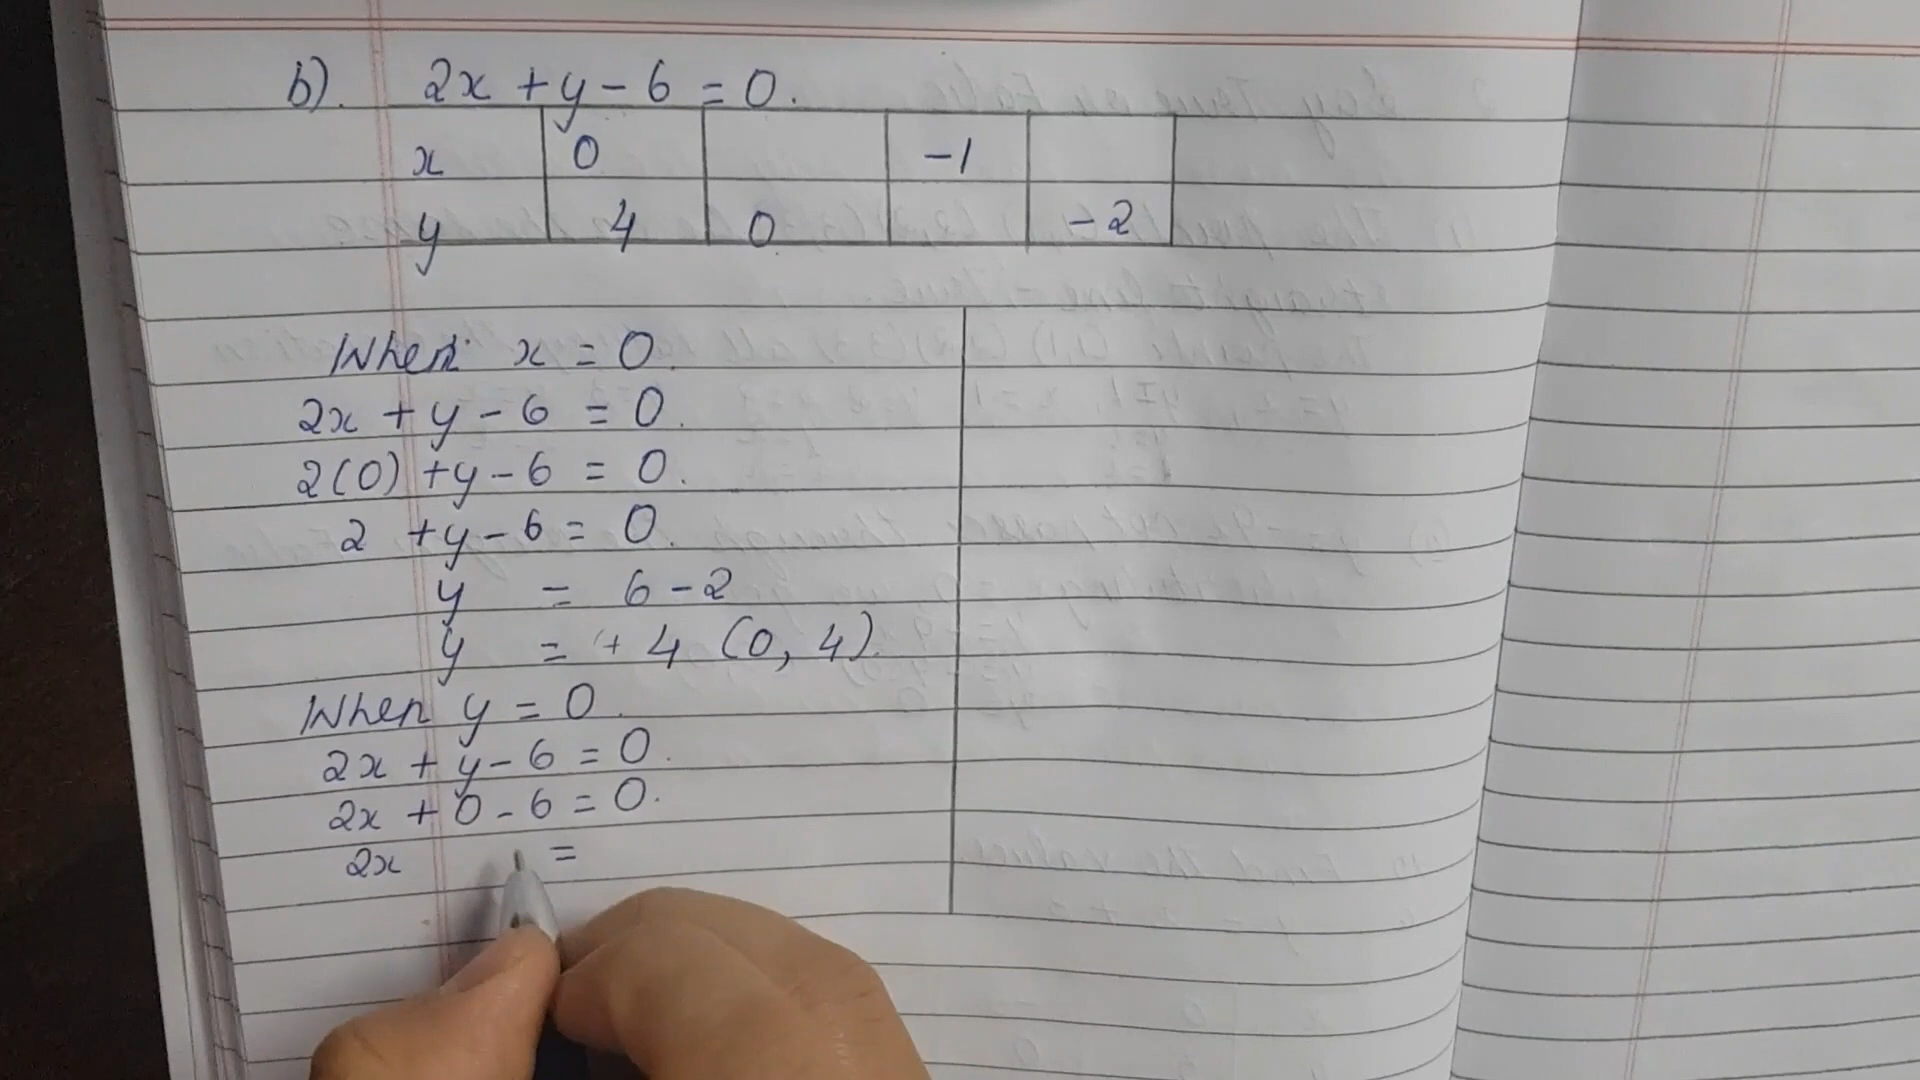 b). 2x + y - 6 = 0.
x 0 -1
y 4 0 -2
When x = 0.
2x + y - 6 = 0.
2(0) + y - 6 = 0.
2 + y - 6 = 0.
y = 6 - 2
y = + 4 (0, 4).
When y = 0.
2x + y - 6 = 0.
2x + 0 - 6 = 0.
2x =